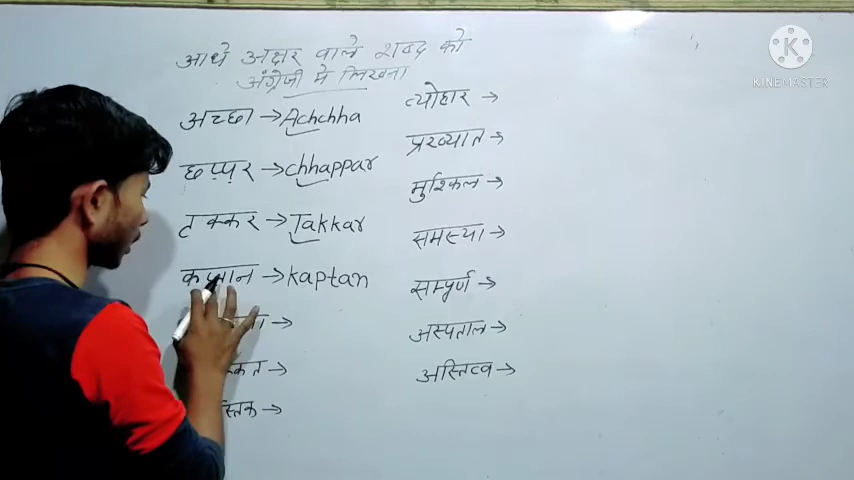 आधे अक्षर वाले शब्द को
अंग्रेजी में लिखना
अच्छा → Achchha
छप्पर → chhappar
टक्कर → Takkar
कप्तान → kaptan
→
→
→
त्योहार →
प्रख्यात →
मुश्किल →
समस्या →
सम्पूर्ण →
अस्पताल →
अस्तित्व →
K
KINEMASTER